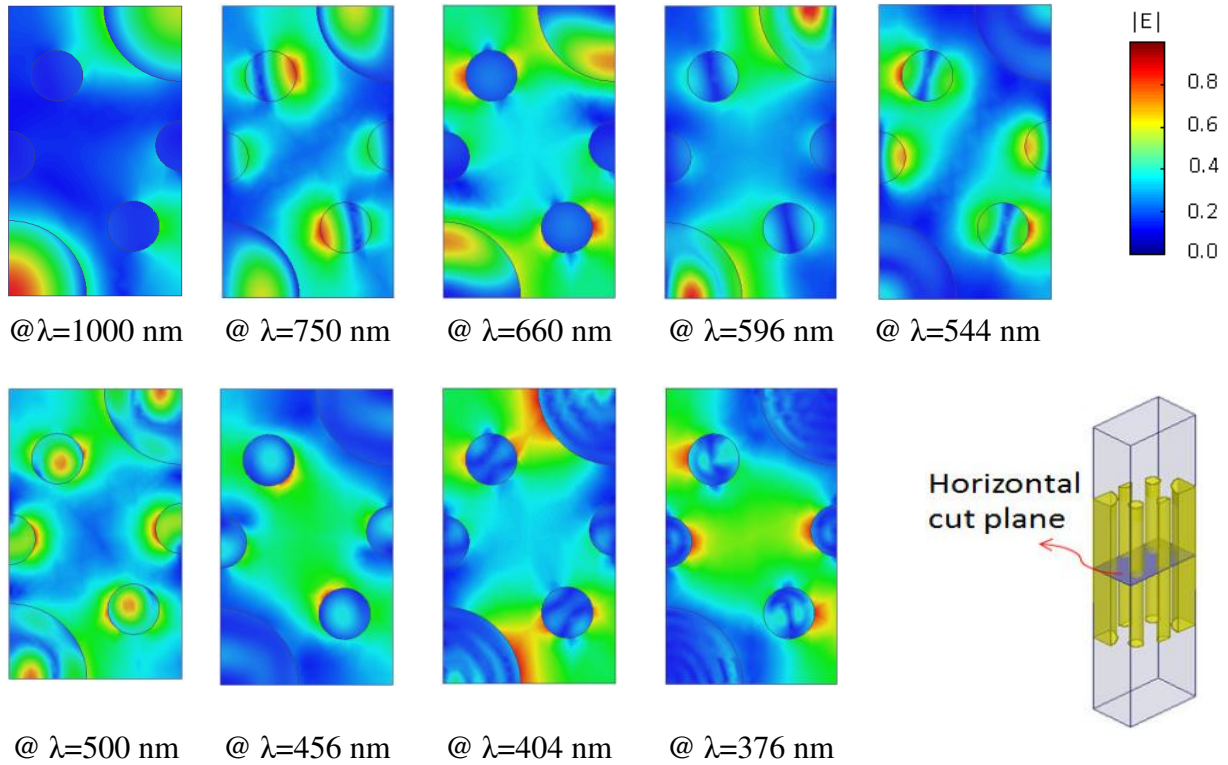 |E|
0.8
0.6
0.4
0.2
0.0
@λ=1000 nm
@ λ=750 nm
@ λ=660 nm
@ λ=596 nm
@ λ=544 nm
Horizontal
cut plane
@ λ=500 nm
@ λ=456 nm
@ λ=404 nm
@ λ=376 nm